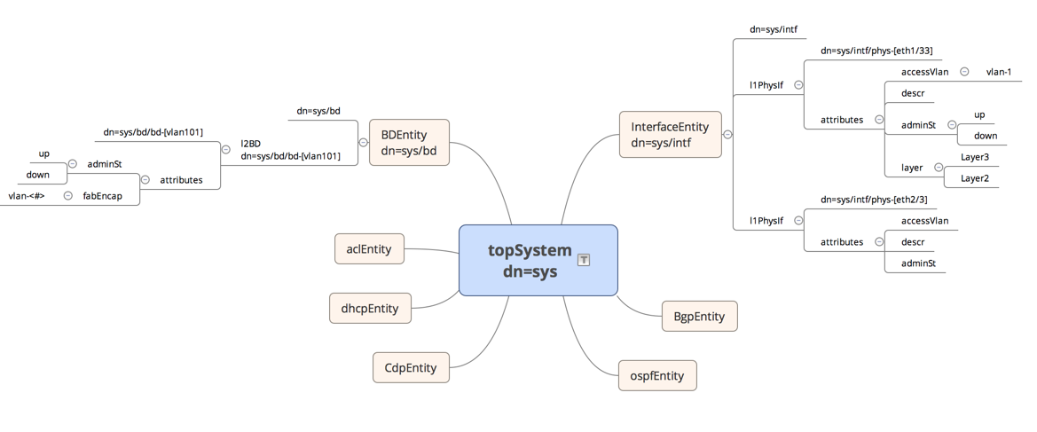 topSystem
dn=sys
BDEntity
dn=sys/bd
dn=sys/bd
l2BD
dn=sys/bd/bd-[vlan101]
dn=sys/bd/bd-[vlan101]
attributes
adminSt
up
down
fabEncap
vlan-<#>
aclEntity
dhcpEntity
CdpEntity
InterfaceEntity
dn=sys/intf
dn=sys/intf
l1PhysIf
dn=sys/intf/phys-[eth1/33]
attributes
accessVlan
vlan-1
descr
adminSt
up
down
layer
Layer3
Layer2
l1PhysIf
dn=sys/intf/phys-[eth2/3]
attributes
accessVlan
descr
adminSt
BgpEntity
ospfEntity